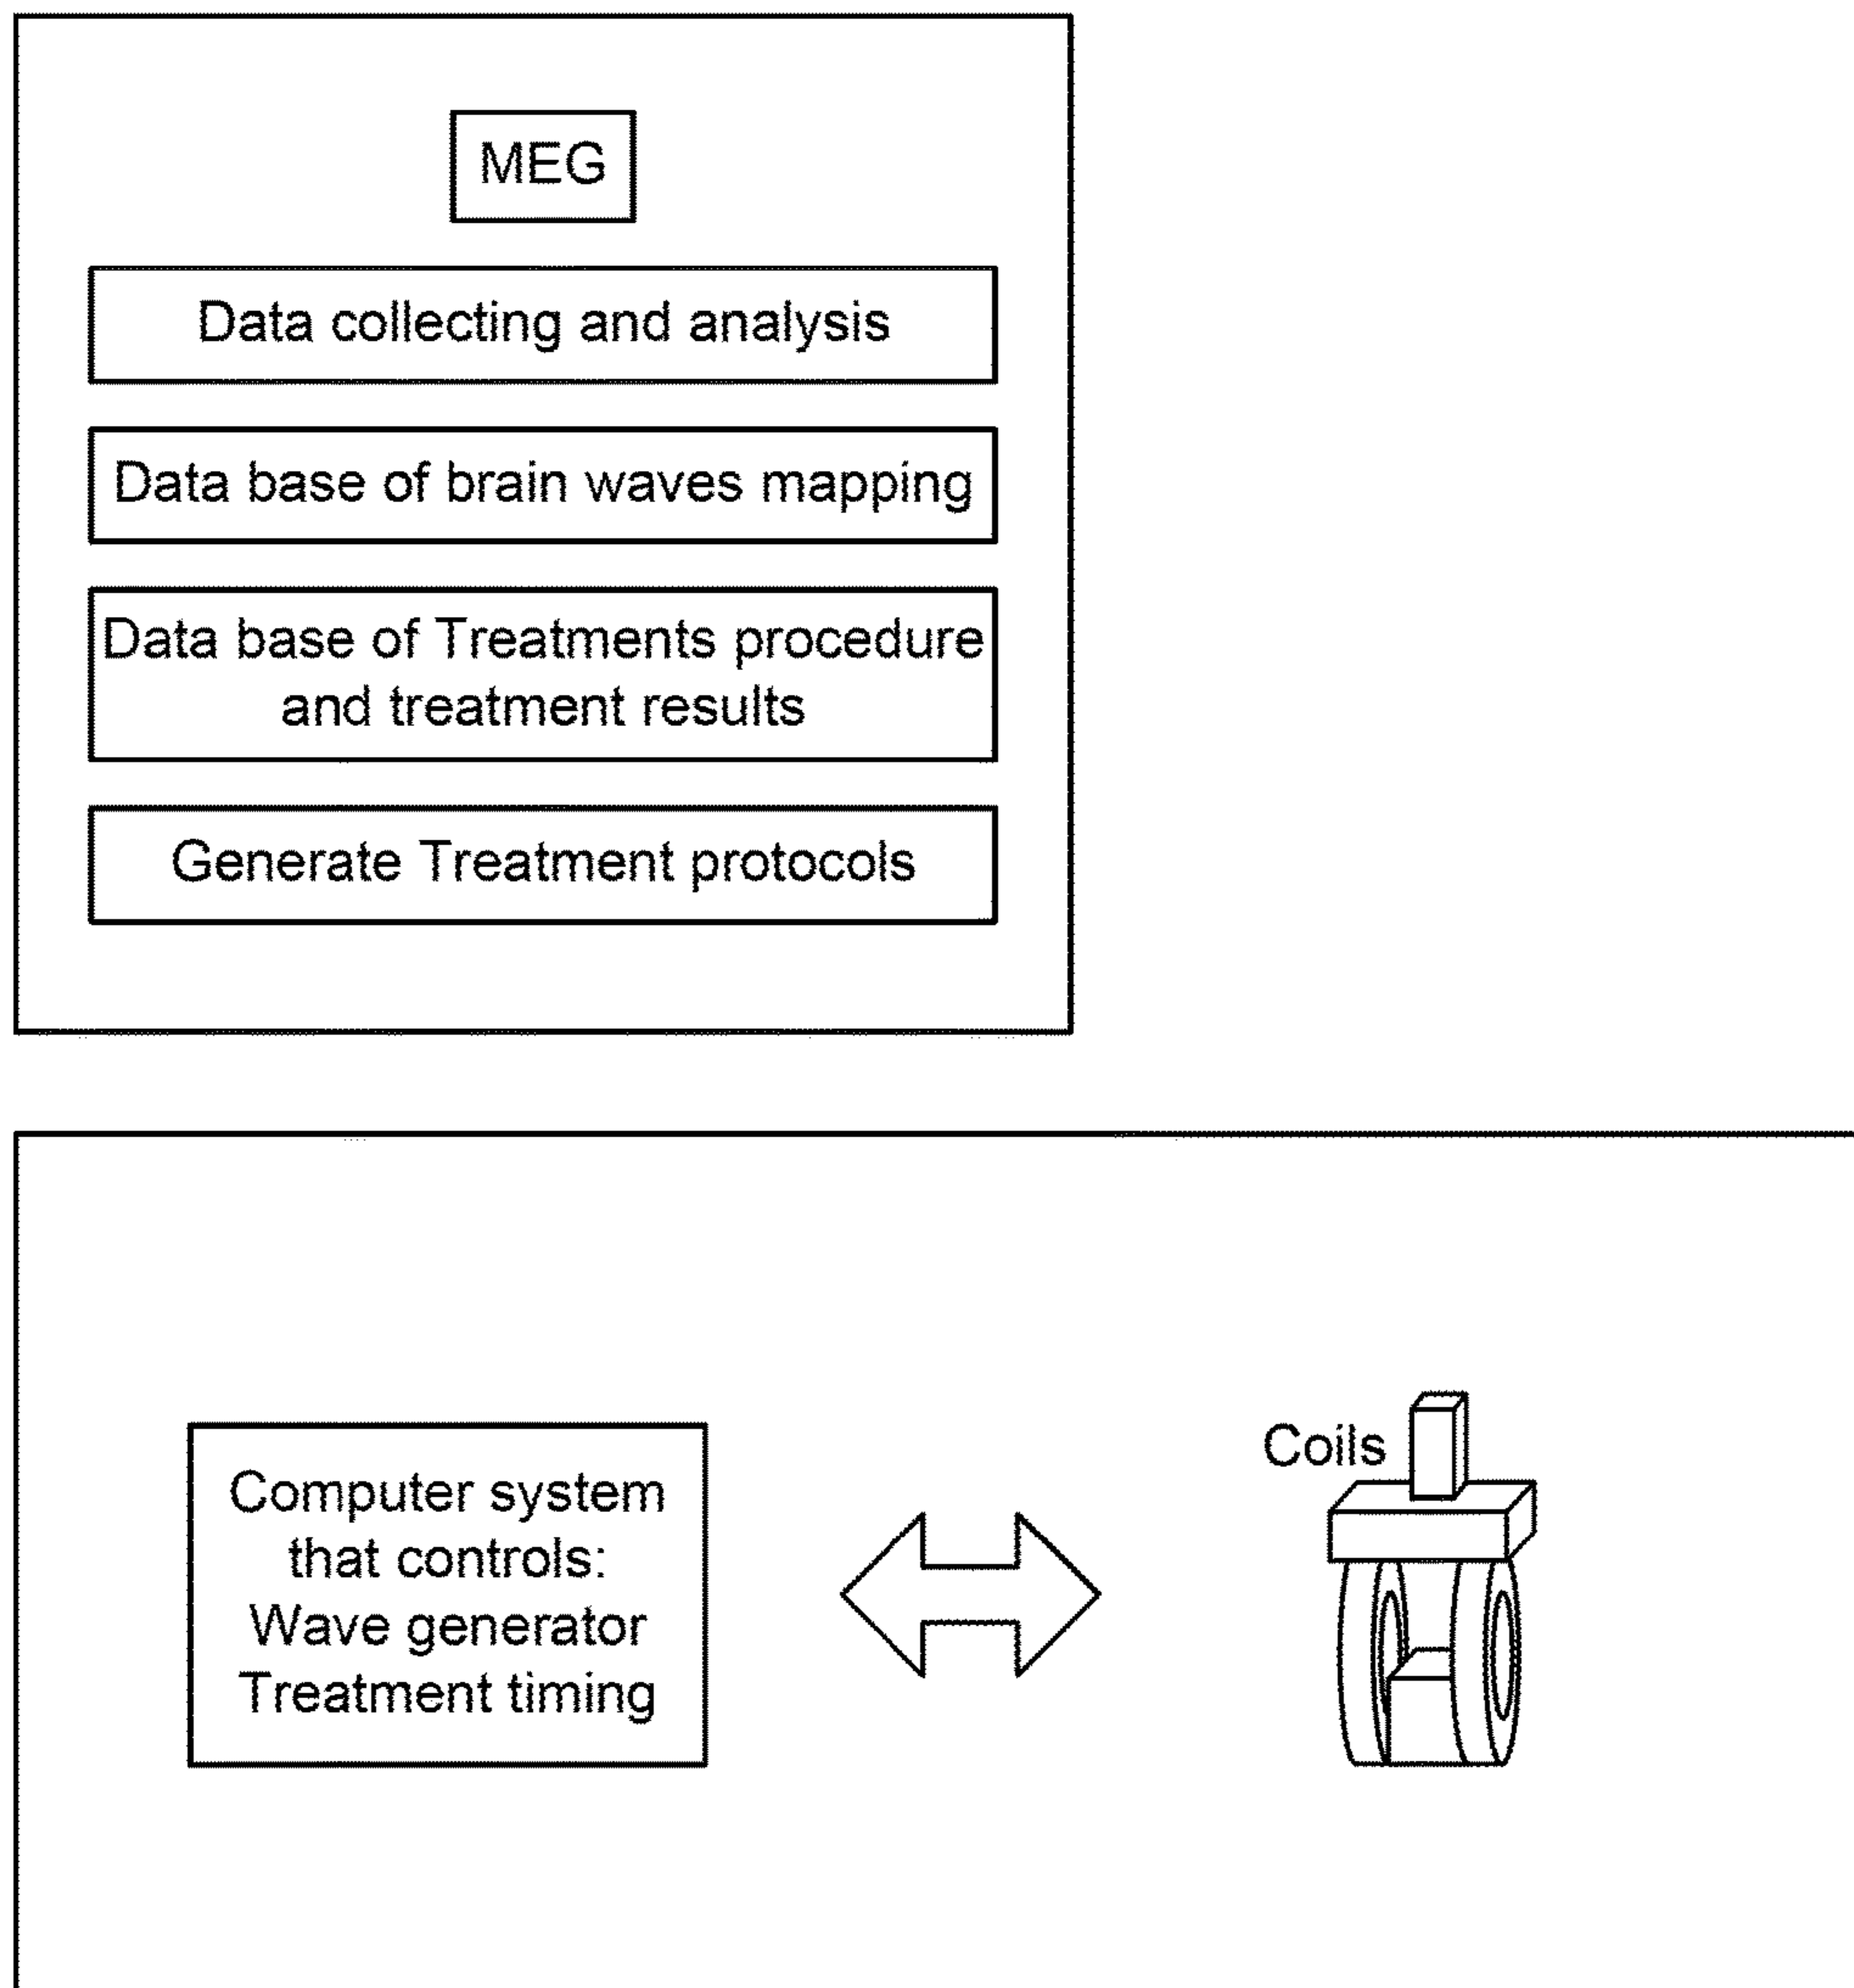 MEG
Data collecting and analysis
Data base of brain waves mapping
Data base of Treatments procedure
and treatment results
Generate Treatment protocols
Computer system
that controls:
Wave generator
Treatment timing
Coils